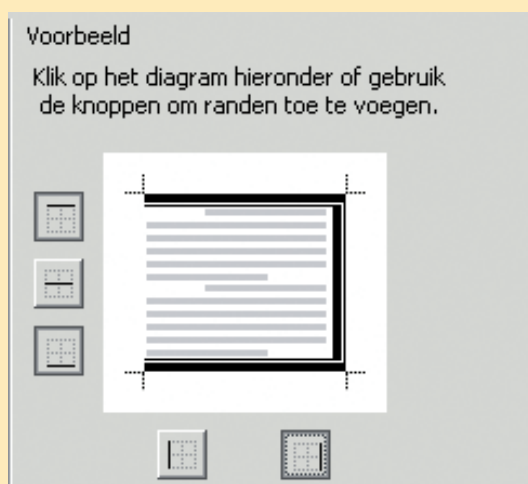 Voorbeeld
Klik op het diagram hieronder of gebruik
de knoppen om randen toe te voegen.